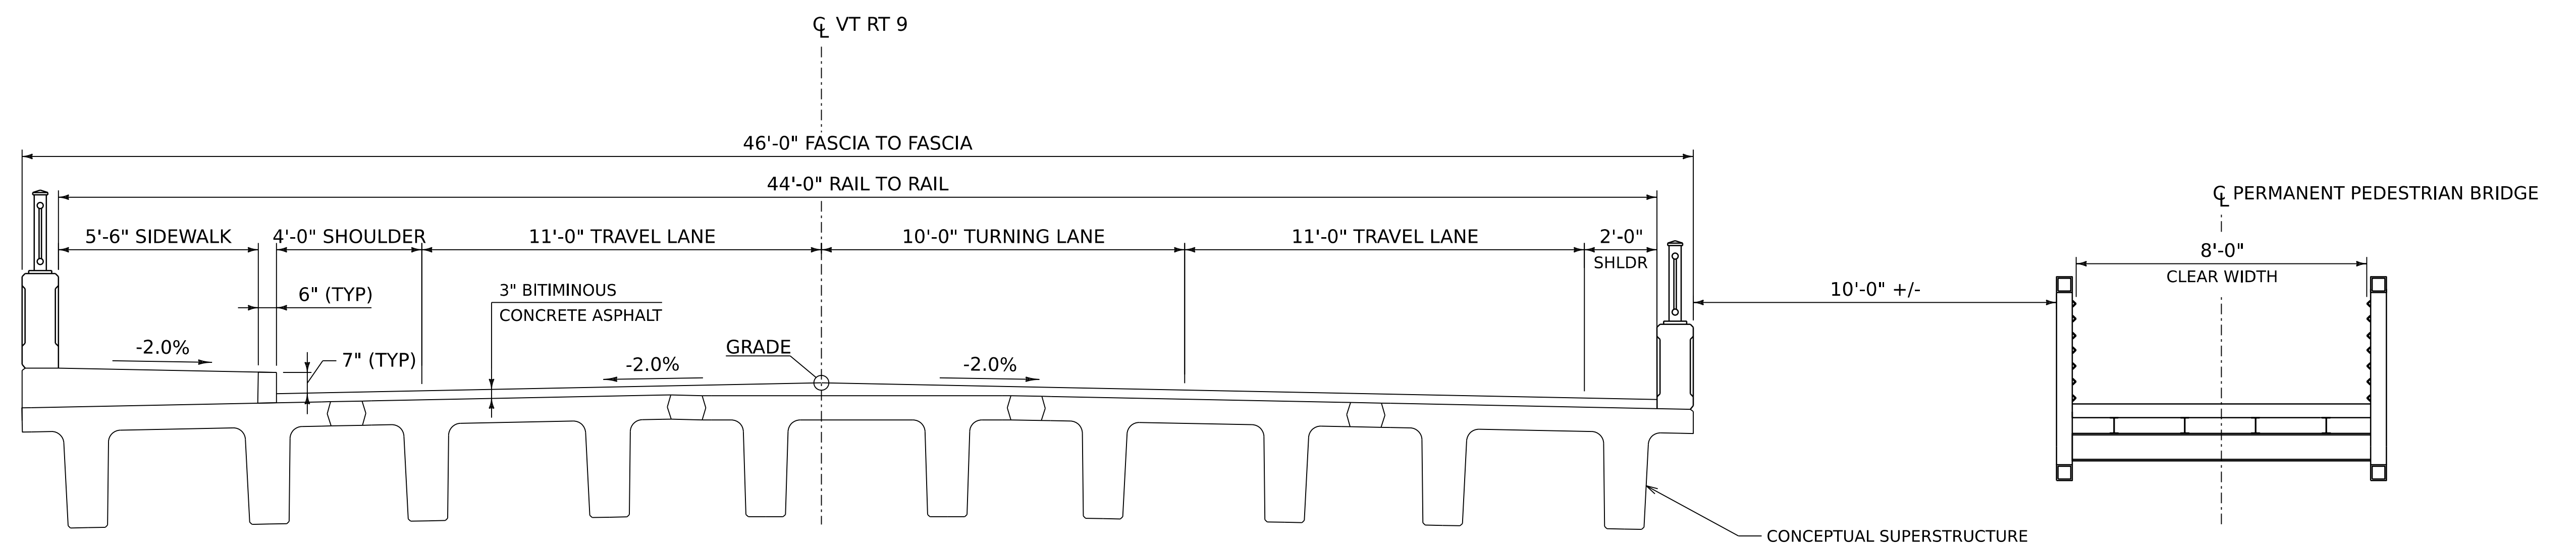 ℄ VT RT 9
46'-0" FASCIA TO FASCIA
44'-0" RAIL TO RAIL
℄ PERMANENT PEDESTRIAN BRIDGE
5'-6" SIDEWALK
4'-0" SHOULDER
11'-0" TRAVEL LANE
10'-0" TURNING LANE
11'-0" TRAVEL LANE
2'-0"
SHLDR
8'-0"
CLEAR WIDTH
6" (TYP)
3" BITIMINOUS
CONCRETE ASPHALT
10'-0" +/-
-2.0%
7" (TYP)
GRADE
-2.0%
-2.0%
CONCEPTUAL SUPERSTRUCTURE